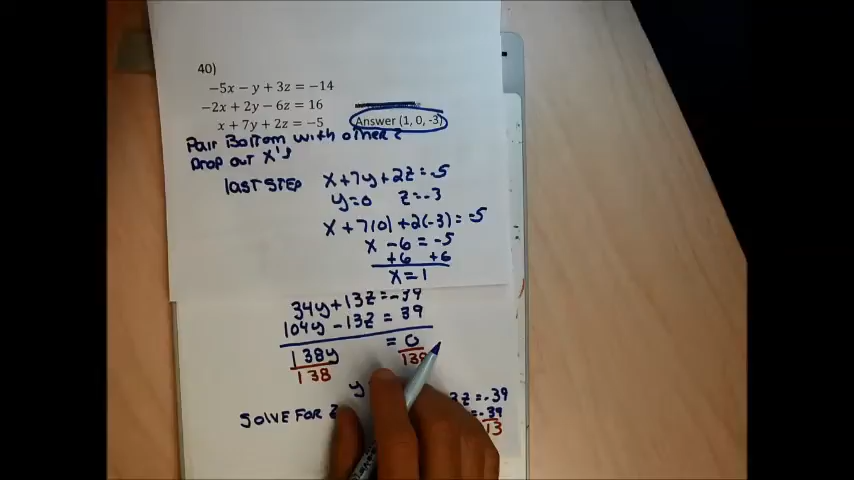 40)
−5x − y + 3z = −14
−2x + 2y − 6z = 16
x + 7y + 2z = −5
Answer (1, 0, -3)
Pair Bottom with other 2
Drop out X's
last STEP
x + 7y + 2z = -5
y = 0 z = -3
x + 7(0) + 2(-3) = -5
x - 6 = -5
+6 +6
x = 1
34y + 13z = -39
104y - 13z = 39
138y = 0
138 138
y
3z = -39
SOLVE FOR Z
= -39
13